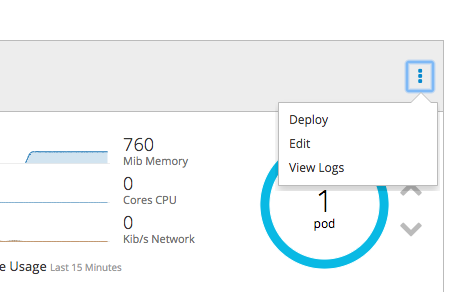 Deploy
Edit
View Logs
760
Mib Memory
0
Cores CPU
0
Kib/s Network
1
pod
Usage Last 15 Minutes